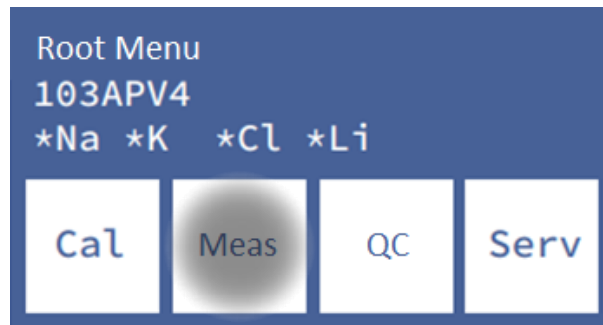 Root Menu
103APV4
*Na *K  *Cl *Li
Cal Meas QC Serv